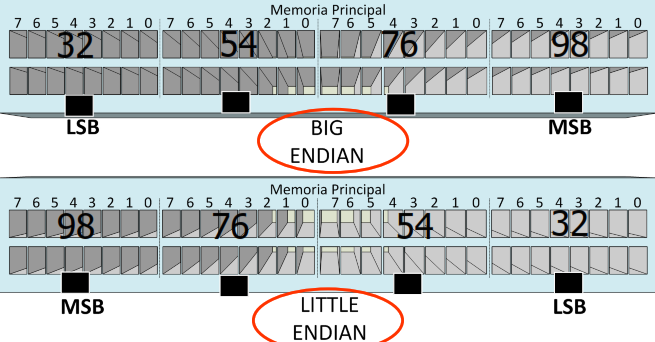 Memoria Principal
7 6 5 4 3 2 1 0 7 6 5 4 3 2 1 0 7 6 5 4 3 2 1 0 7 6 5 4 3 2 1 0
32 54 76 98
LSB MSB
BIG
ENDIAN
Memoria Principal
7 6 5 4 3 2 1 0 7 6 5 4 3 2 1 0 7 6 5 4 3 2 1 0 7 6 5 4 3 2 1 0
98 76 54 32
MSB LSB
LITTLE
ENDIAN